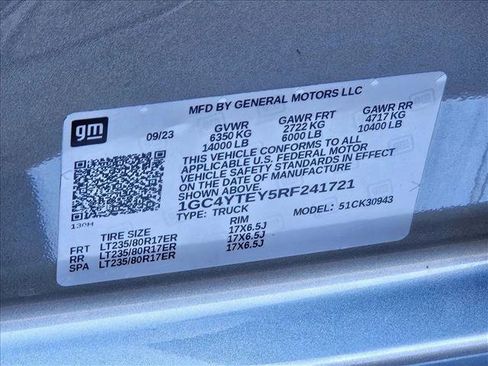 gm
MFD BY GENERAL MOTORS LLC
09/23 GVWR GAWR FRT GAWR RR
6350 KG 2722 KG 4717 KG
14000 LB 6000 LB 10400 LB
THIS VEHICLE CONFORMS TO ALL
APPLICABLE U.S. FEDERAL MOTOR
VEHICLE SAFETY STANDARDS IN EFFECT
ON THE DATE OF MANUFACTURE
SHOWN ABOVE.
1GC4YTEY5RF241721
TYPE: TRUCK MODEL: 51CK30943
TIRE SIZE RIM
FRT LT235/80R17ER 17X6.5J
RR LT235/80R17ER 17X6.5J
SPA LT235/80R17ER 17X6.5J